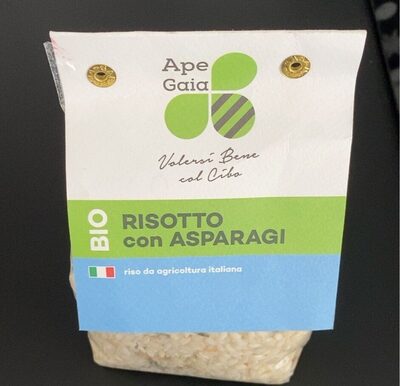 Ape
Gaia
Volersi Bene
col Cibo
BIO
RISOTTO
con ASPARAGI
riso da agricoltura italiana